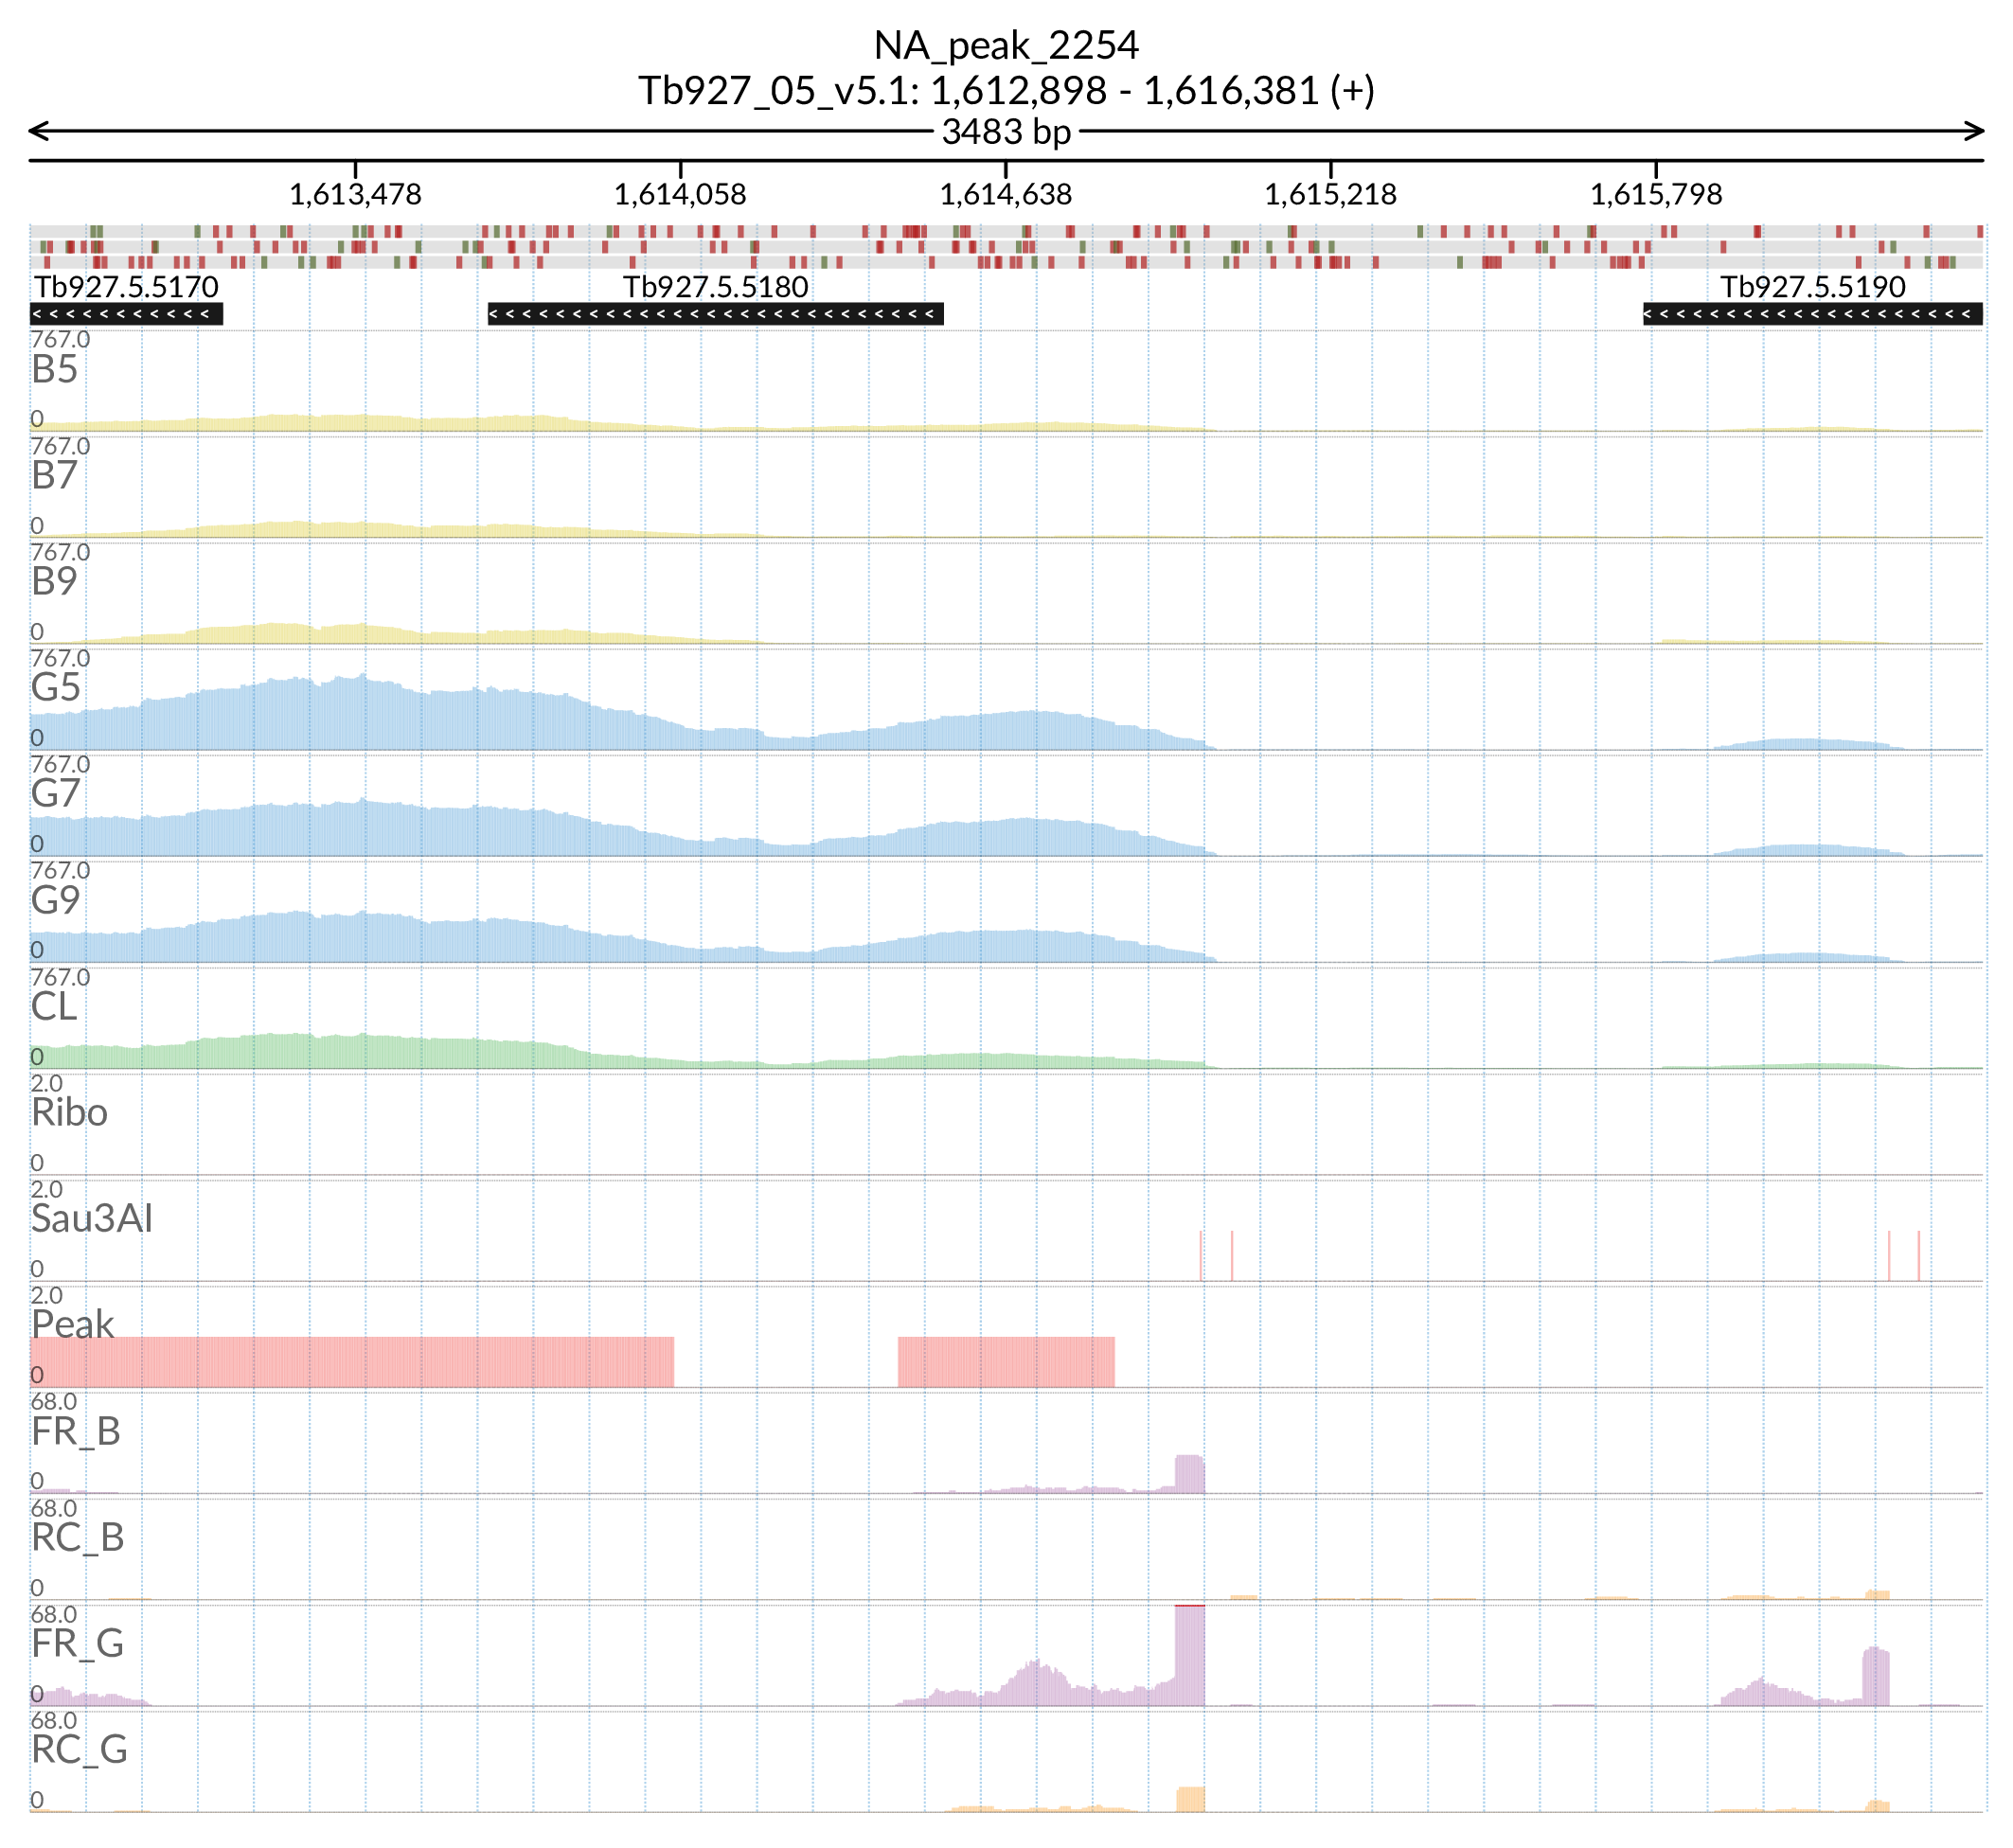 NA_peak_2254
Tb927_05_v5.1: 1,612,898 - 1,616,381 (+)
3483 bp
1,613,478 1,614,058 1,614,638 1,615,218 1,615,798
Tb927.5.5170 Tb927.5.5180 Tb927.5.5190
767.0
B5
0
767.0
B7
0
767.0
B9
0
767.0
G5
0
767.0
G7
0
767.0
G9
0
767.0
CL
0
2.0
Ribo
0
2.0
Sau3AI
0
2.0
Peak
0
68.0
FR_B
0
68.0
RC_B
0
68.0
FR_G
0
68.0
RC_G
0